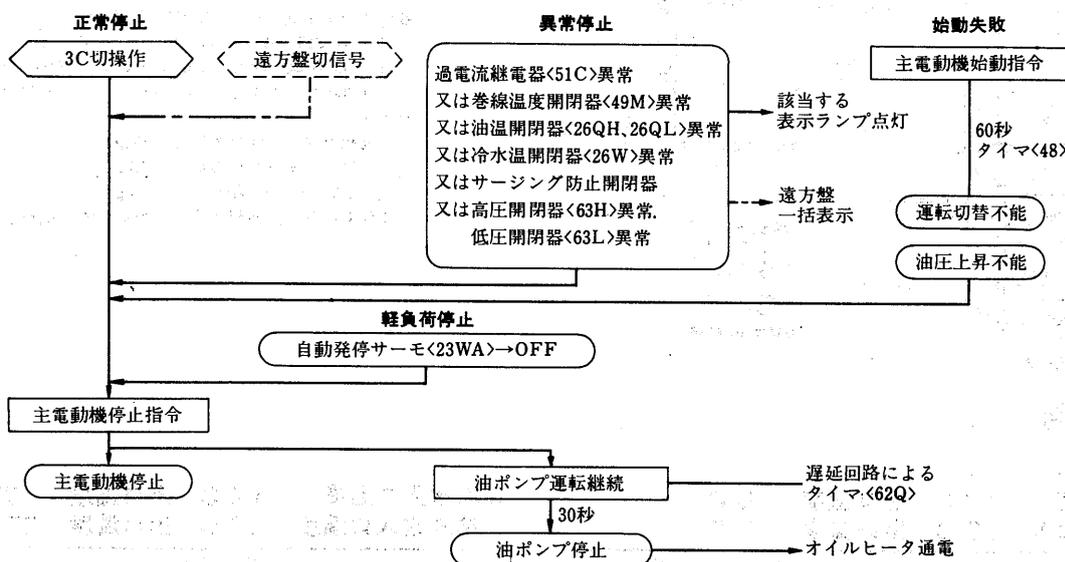 正常停止
3C切操作
遠方盤切信号
異常停止
過電流継電器<51C>異常
又は巻線温度開閉器<49M>異常
又は油温開閉器<26QH、26QL>異常
又は冷水温開閉器<26W>異常
又はサージング防止開閉器
又は高圧開閉器<63H>異常.
低圧開閉器<63L>異常
該当する
表示ランプ点灯
遠方盤
一括表示
始動失敗
主電動機始動指令
60秒
タイマ<48>
運転切替不能
油圧上昇不能
軽負荷停止
自動発停サーモ<23WA>→OFF
主電動機停止指令
主電動機停止
油ポンプ運転継続
遅延回路による
タイマ<62Q>
30秒
油ポンプ停止
オイルヒータ通電